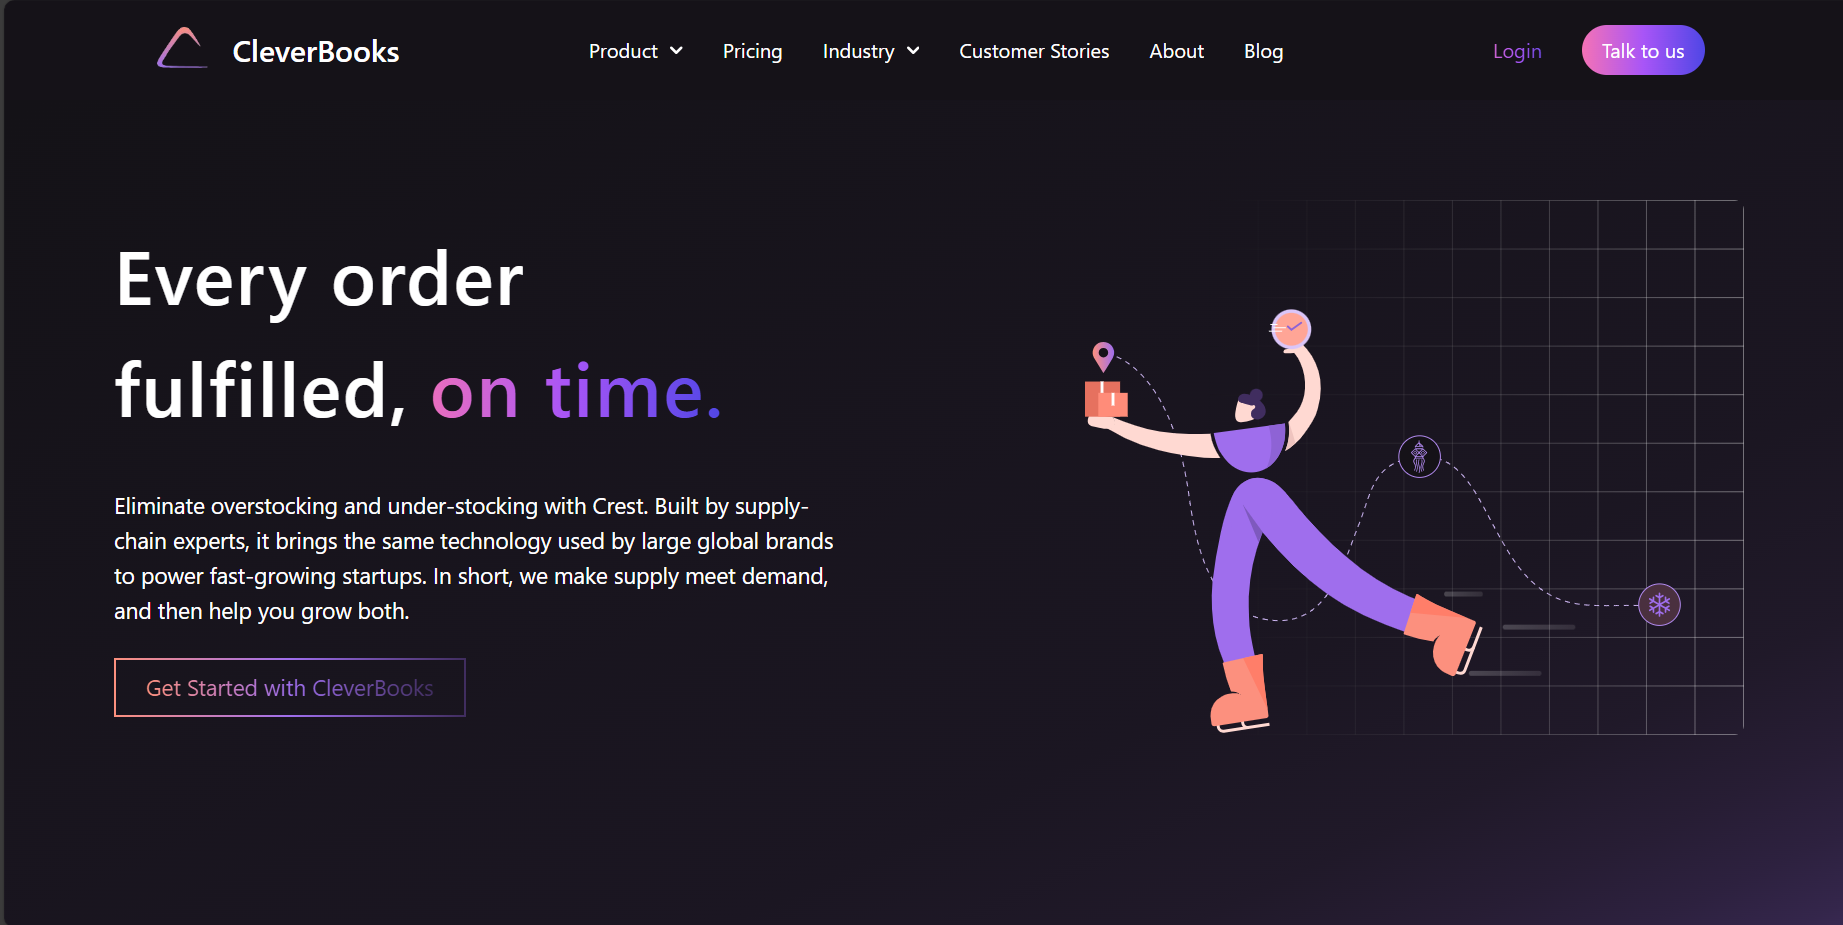 CleverBooks
Product
Pricing
Industry
Customer Stories
About
Blog
Login
Talk to us
Every order
fulfilled, on time.
Eliminate overstocking and under-stocking with Crest. Built by supply-
chain experts, it brings the same technology used by large global brands
to power fast-growing startups. In short, we make supply meet demand,
and then help you grow both.
Get Started with CleverBooks